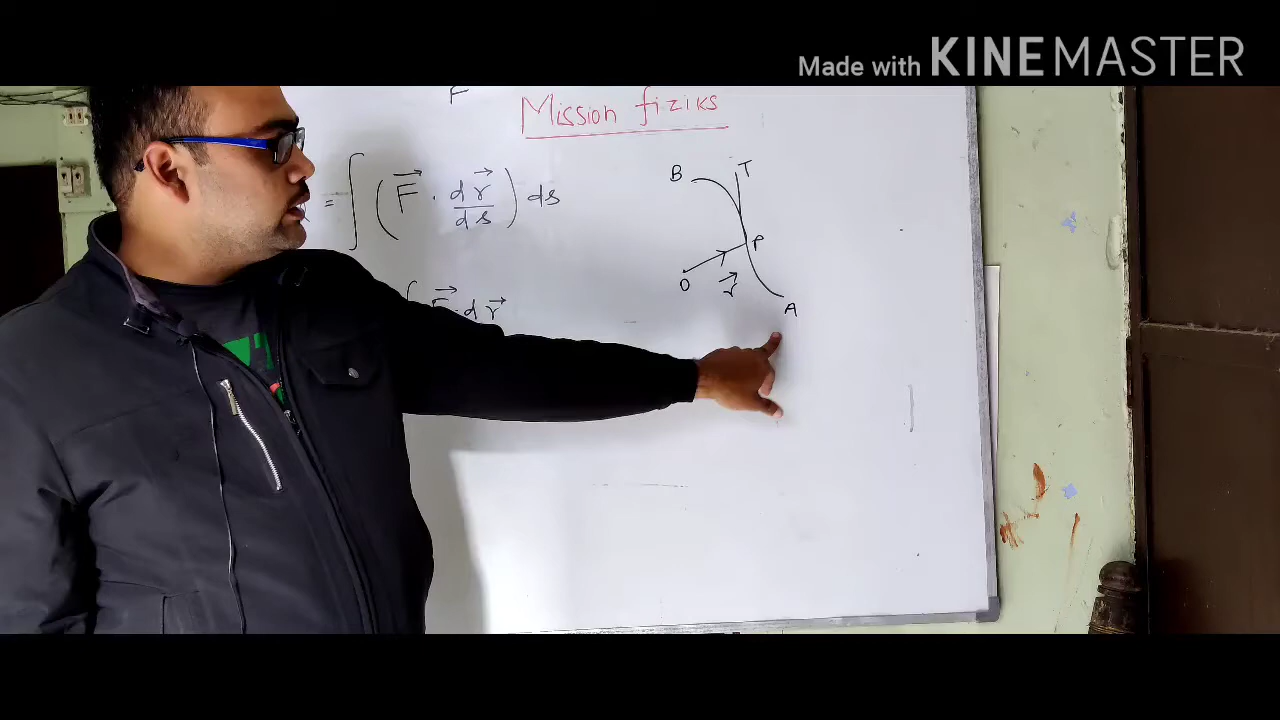 Made with KINEMASTER
Mission fiziks
F
= ∫ (F⃗ · dr⃗/ds) ds
B
T
P
O
r⃗
A
· dr⃗